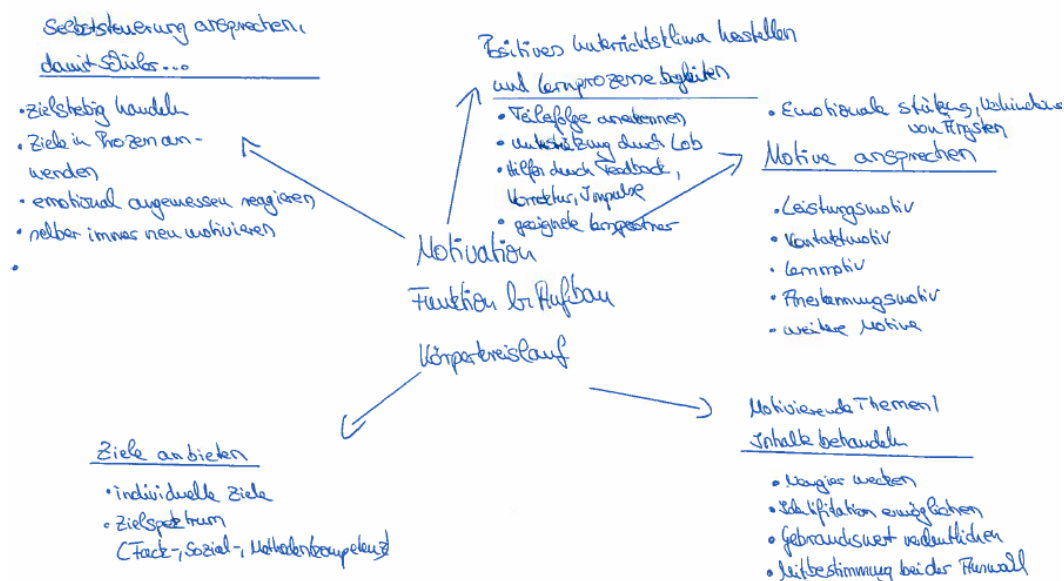 Selbststeuerung ansprechen,
damit Schüler...
• zielstrebig handeln
• Ziele in Prozess an-
wenden
• emotional angemessen reagieren
• selber immer neu motivieren
•
Positives Unterrichtsklima herstellen
und Lernprozesse begleiten
• Teilerfolge anerkennen
• Unterstützung durch Lob
• Hilfen durch Feedback,
Korrektur, Impulse
• geeignete Lernpartner
• Emotionale Stützung, Verhinderung
von Ängsten
Motive ansprechen
• Leistungsmotiv
• Kontaktmotiv
• Lernmotiv
• Anerkennungsmotiv
• weitere Motive
Motivation
Funktion & Aufbau
Körperkreislauf
Ziele anbieten
• individuelle Ziele
• Zielspektrum
(Fach-, Sozial-, Methodenkompetenz)
Motivierende Themen/
Inhalte behandeln
• Neugier wecken
• Identifikation ermöglichen
• Gebrauchswert verdeutlichen
• Mitbestimmung bei der Auswahl